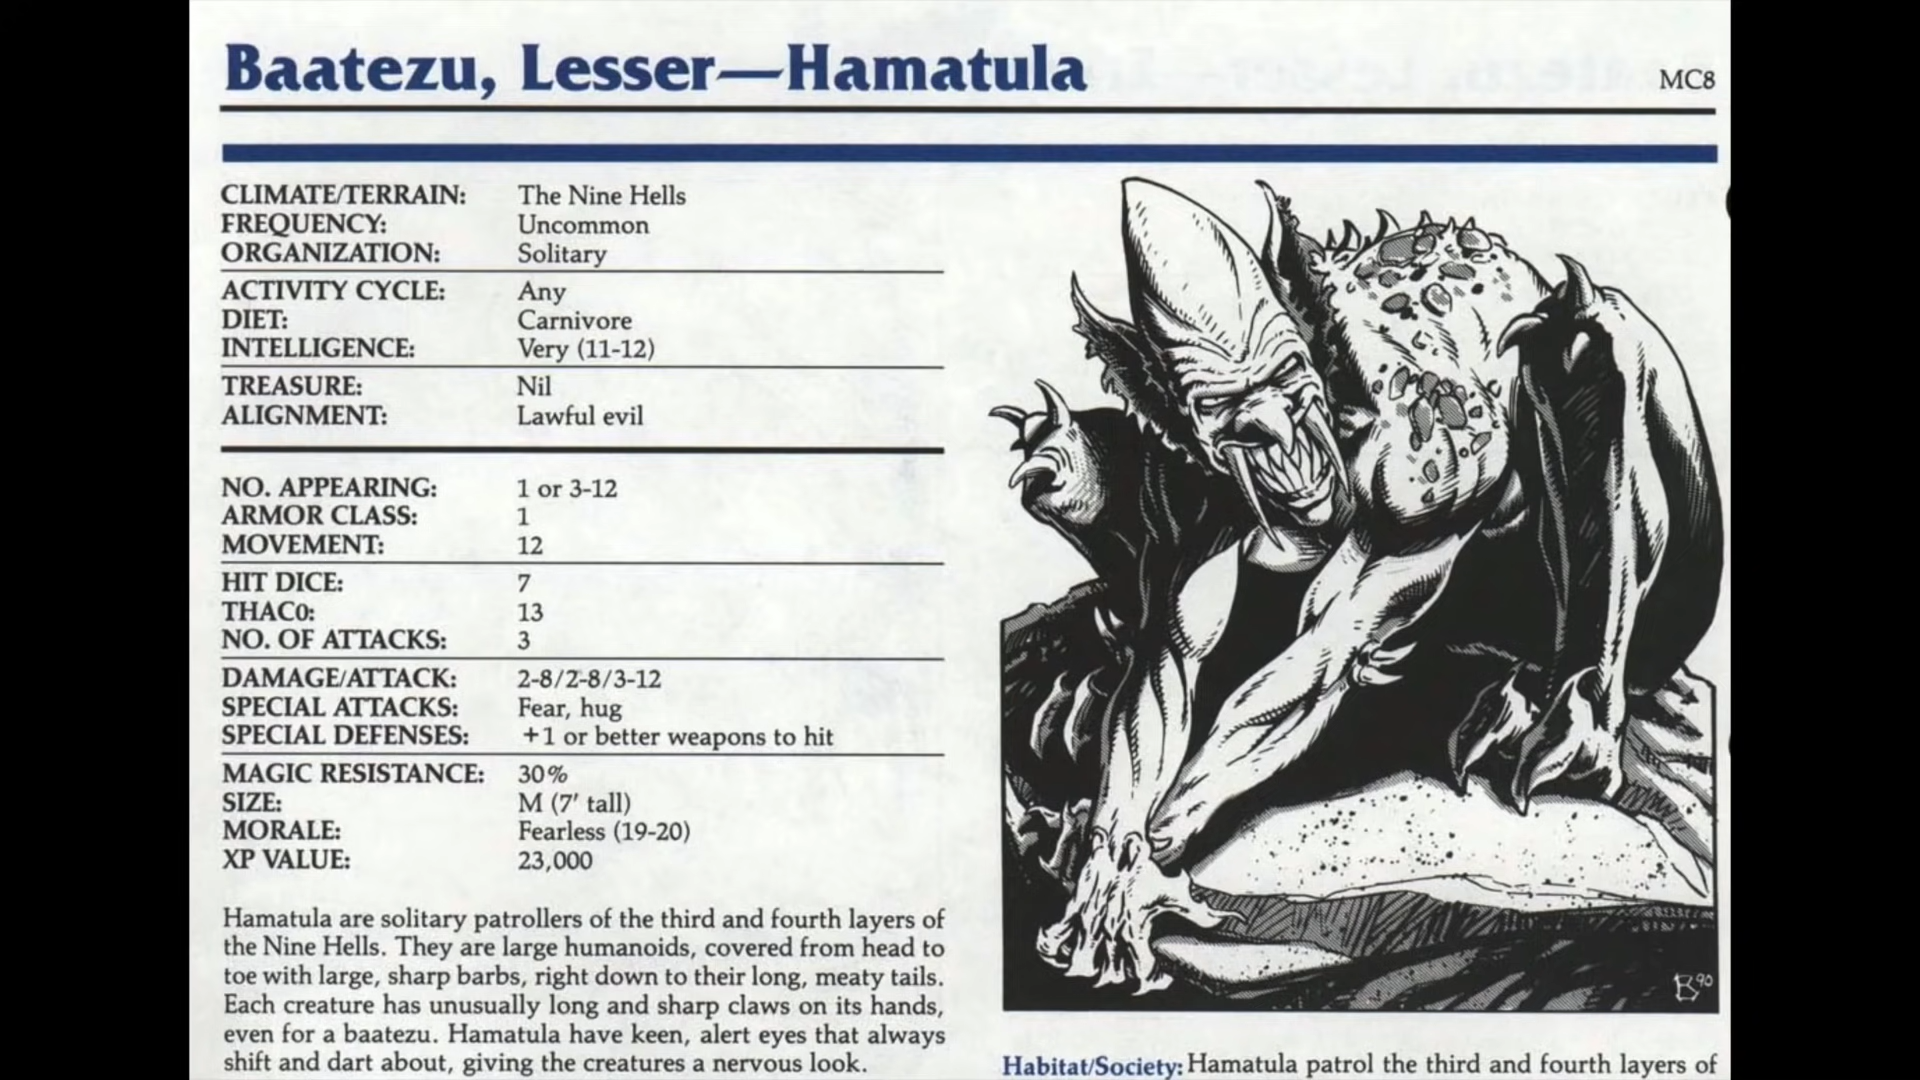 Baatezu, Lesser—Hamatula
MC8
CLIMATE/TERRAIN: The Nine Hells
FREQUENCY: Uncommon
ORGANIZATION: Solitary
ACTIVITY CYCLE: Any
DIET: Carnivore
INTELLIGENCE: Very (11-12)
TREASURE: Nil
ALIGNMENT: Lawful evil
NO. APPEARING: 1 or 3-12
ARMOR CLASS: 1
MOVEMENT: 12
HIT DICE: 7
THAC0: 13
NO. OF ATTACKS: 3
DAMAGE/ATTACK: 2-8/2-8/3-12
SPECIAL ATTACKS: Fear, hug
SPECIAL DEFENSES: +1 or better weapons to hit
MAGIC RESISTANCE: 30%
SIZE: M (7' tall)
MORALE: Fearless (19-20)
XP VALUE: 23,000
Hamatula are solitary patrollers of the third and fourth layers of
the Nine Hells. They are large humanoids, covered from head to
toe with large, sharp barbs, right down to their long, meaty tails.
Each creature has unusually long and sharp claws on its hands,
even for a baatezu. Hamatula have keen, alert eyes that always
shift and dart about, giving the creatures a nervous look.
90
Habitat/Society: Hamatula patrol the third and fourth layers of